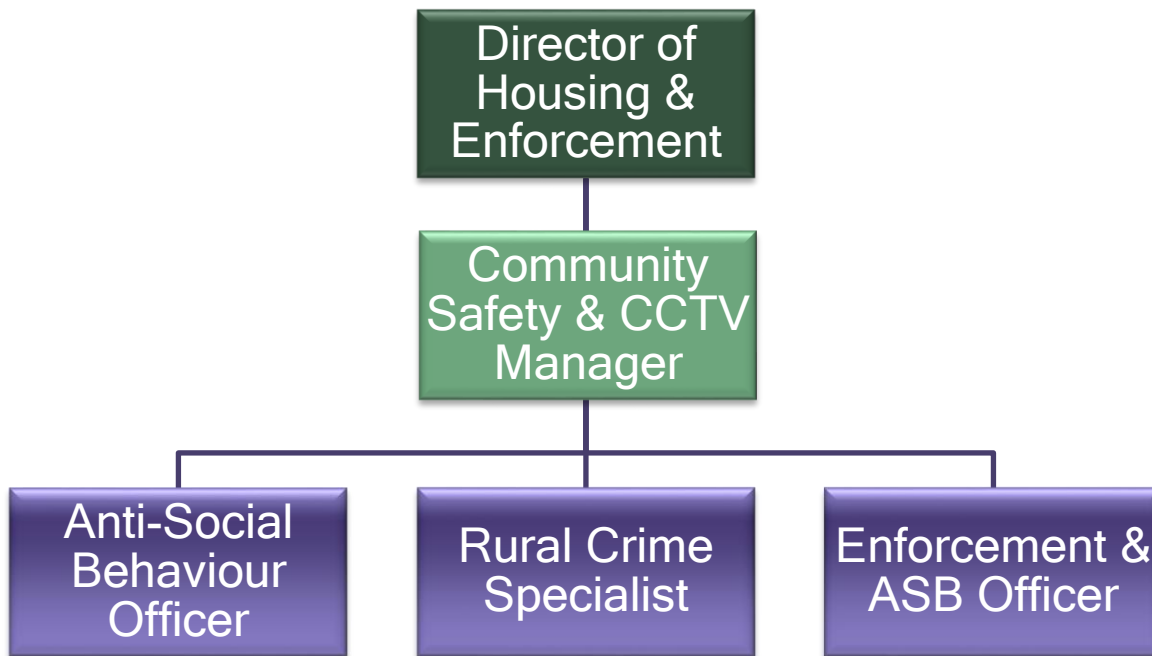 Director of
Housing &
Enforcement
Community
Safety & CCTV
Manager
Anti-Social
Behaviour
Officer
Rural Crime
Specialist
Enforcement &
ASB Officer